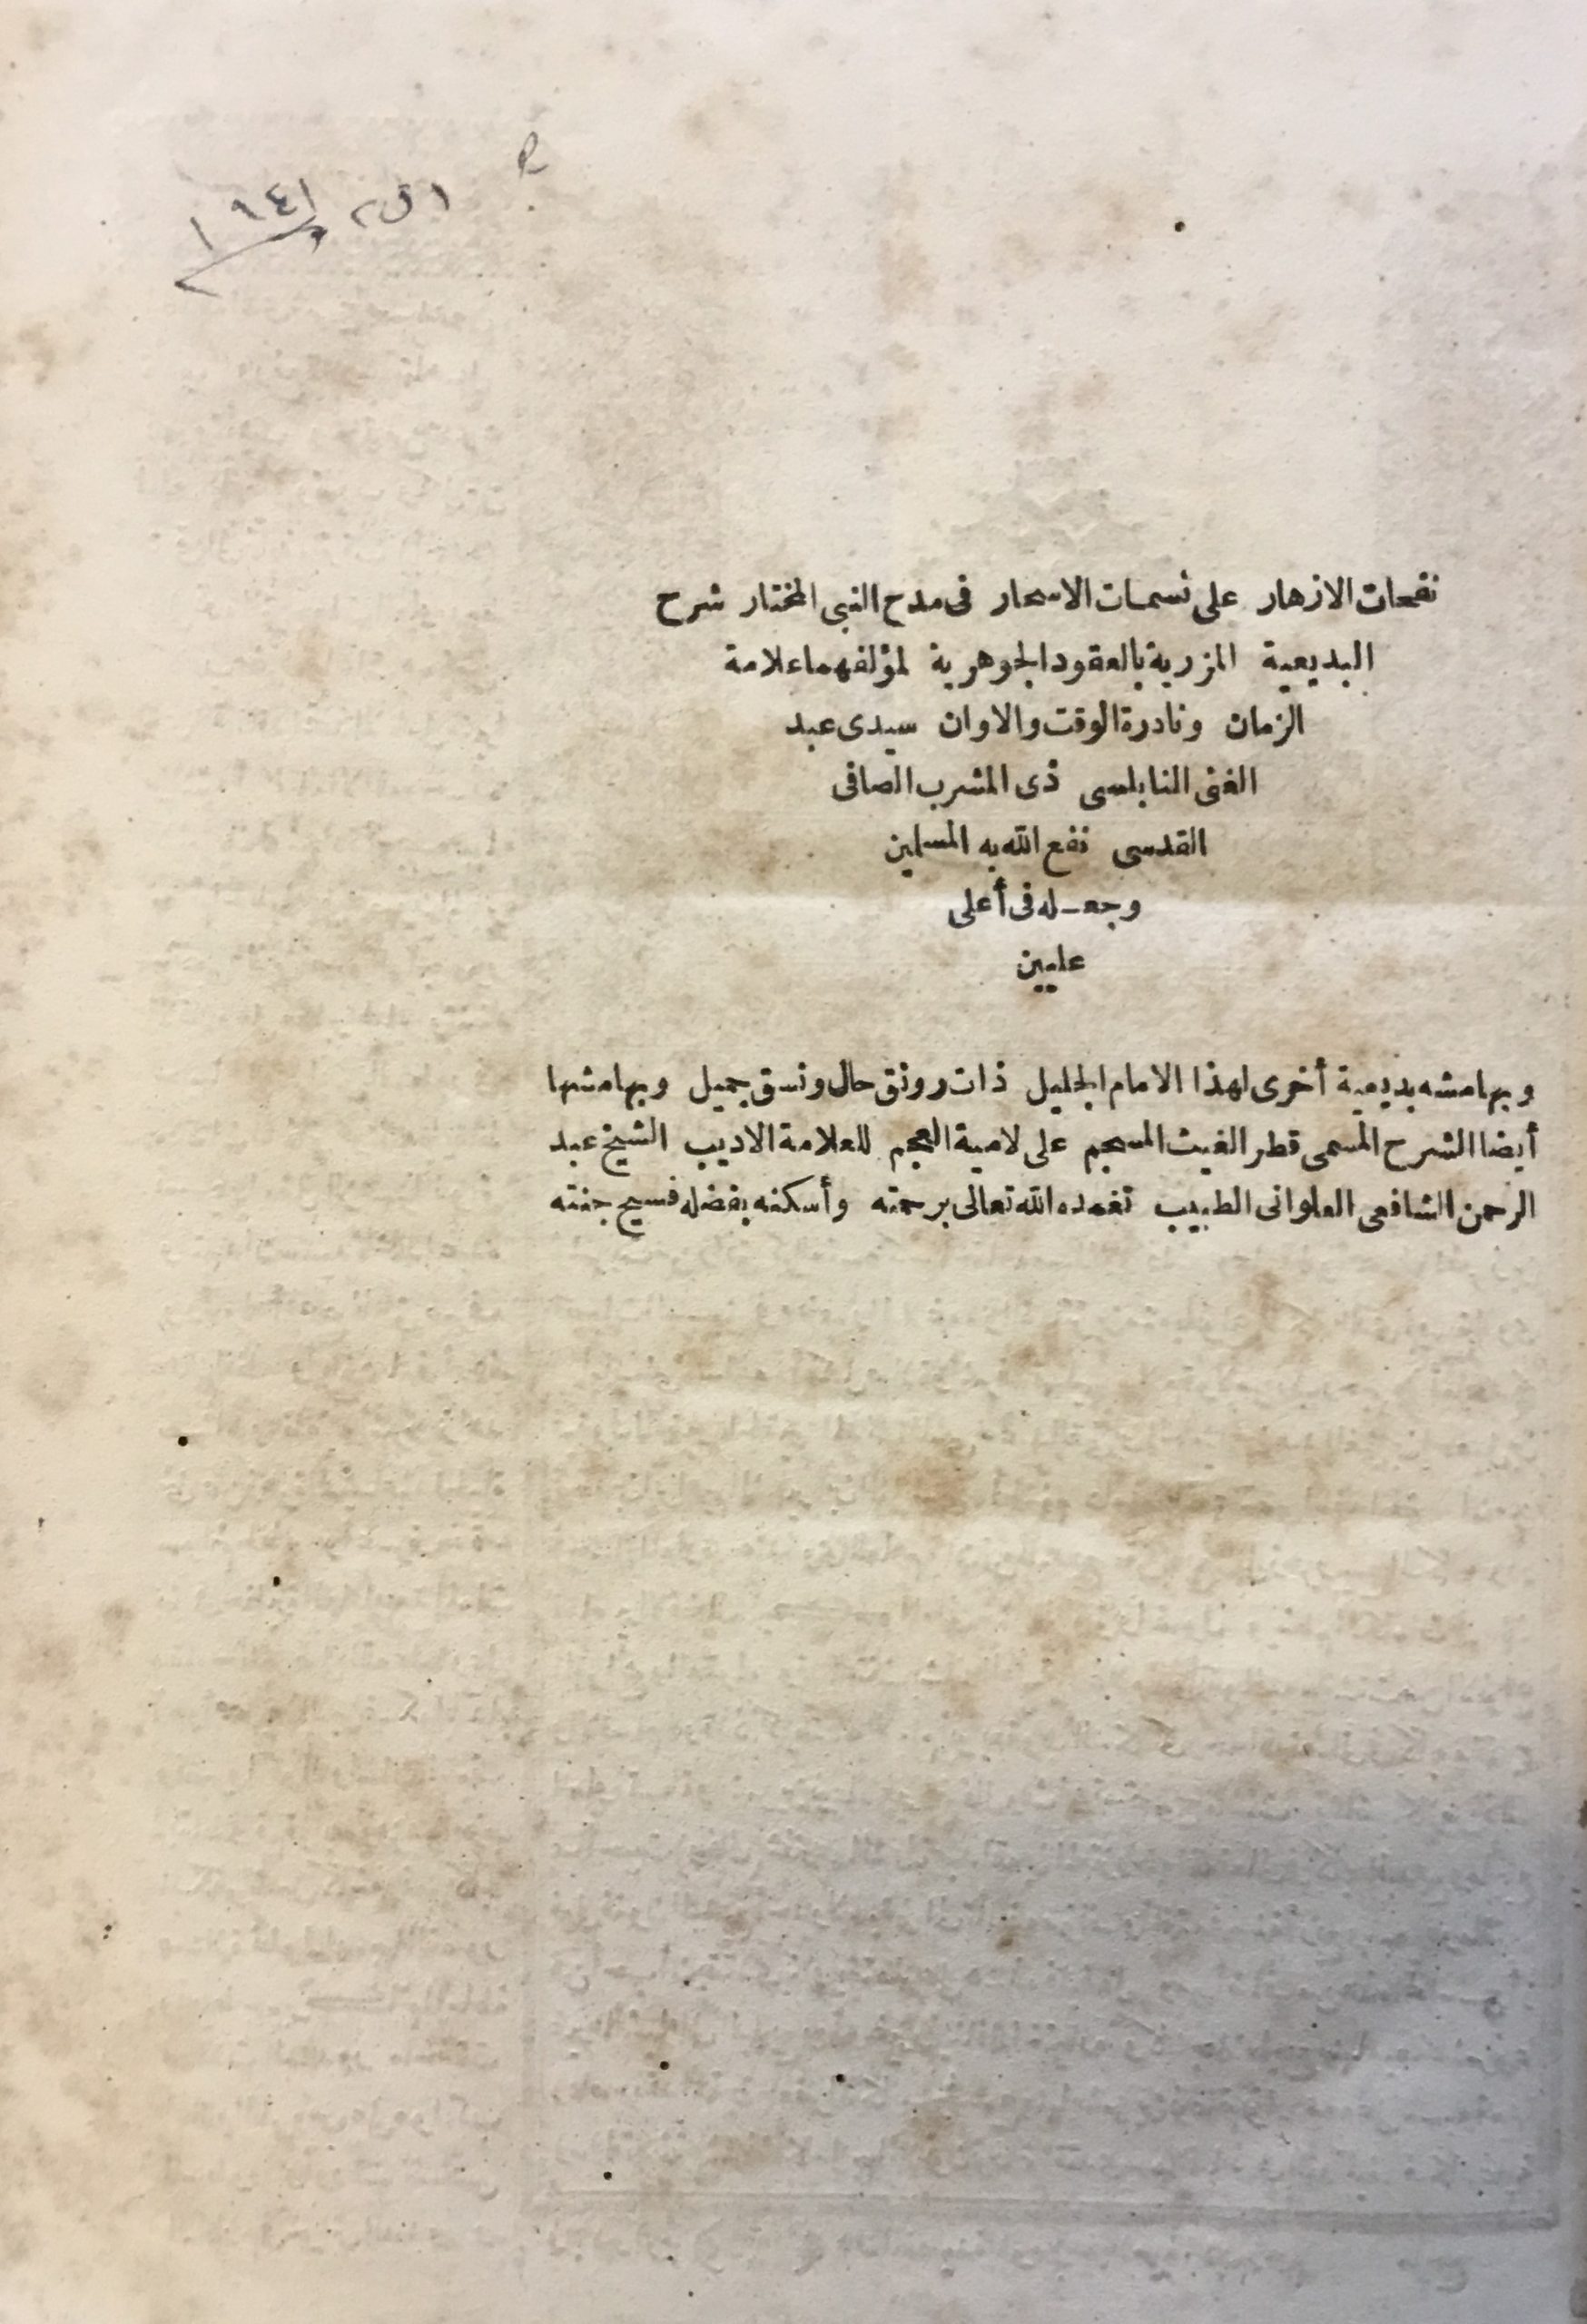 ١٩٤١
نفحات الازهار على نسمات الاسحار فى مدح النبى المختار شرح
البديعية المزرية بالعقود الجوهرية لمؤلفهما علامة
الزمان ونادرة الوقت والاوان سيدى عبد
الغنى النابلسى ذى المشرب الصافى
القدسى نفع الله به المسلمين
وجعـله فى أعلى
عليين
وبهامشه بديعية أخرى لهذا الامام الجليل ذات رونق حال ونسق جميل وبهامشها
أيضا الشرح المسمى قطر الغيث المسجم على لامية العجم للعلامة الاديب الشيخ عبد
الرحمن الشافعى العلوانى الطبيب تغمده الله تعالى برحمته وأسكنه بفضله فسيح جنته